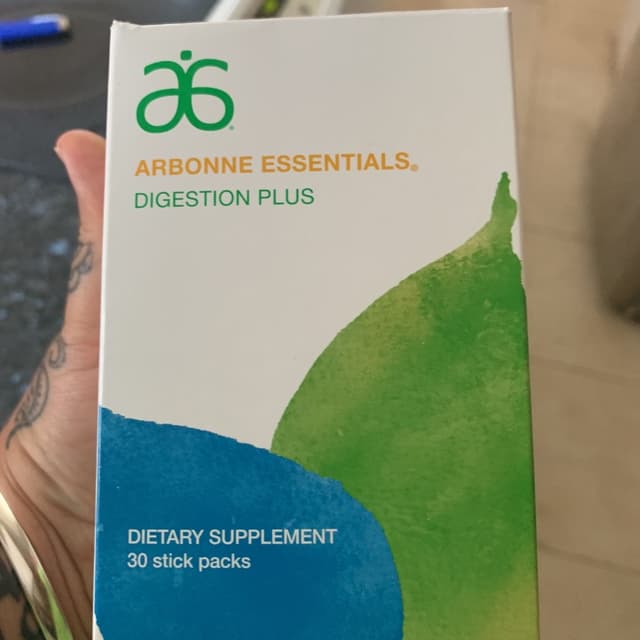 ARBONNE ESSENTIALS®
DIGESTION PLUS
DIETARY SUPPLEMENT
30 stick packs